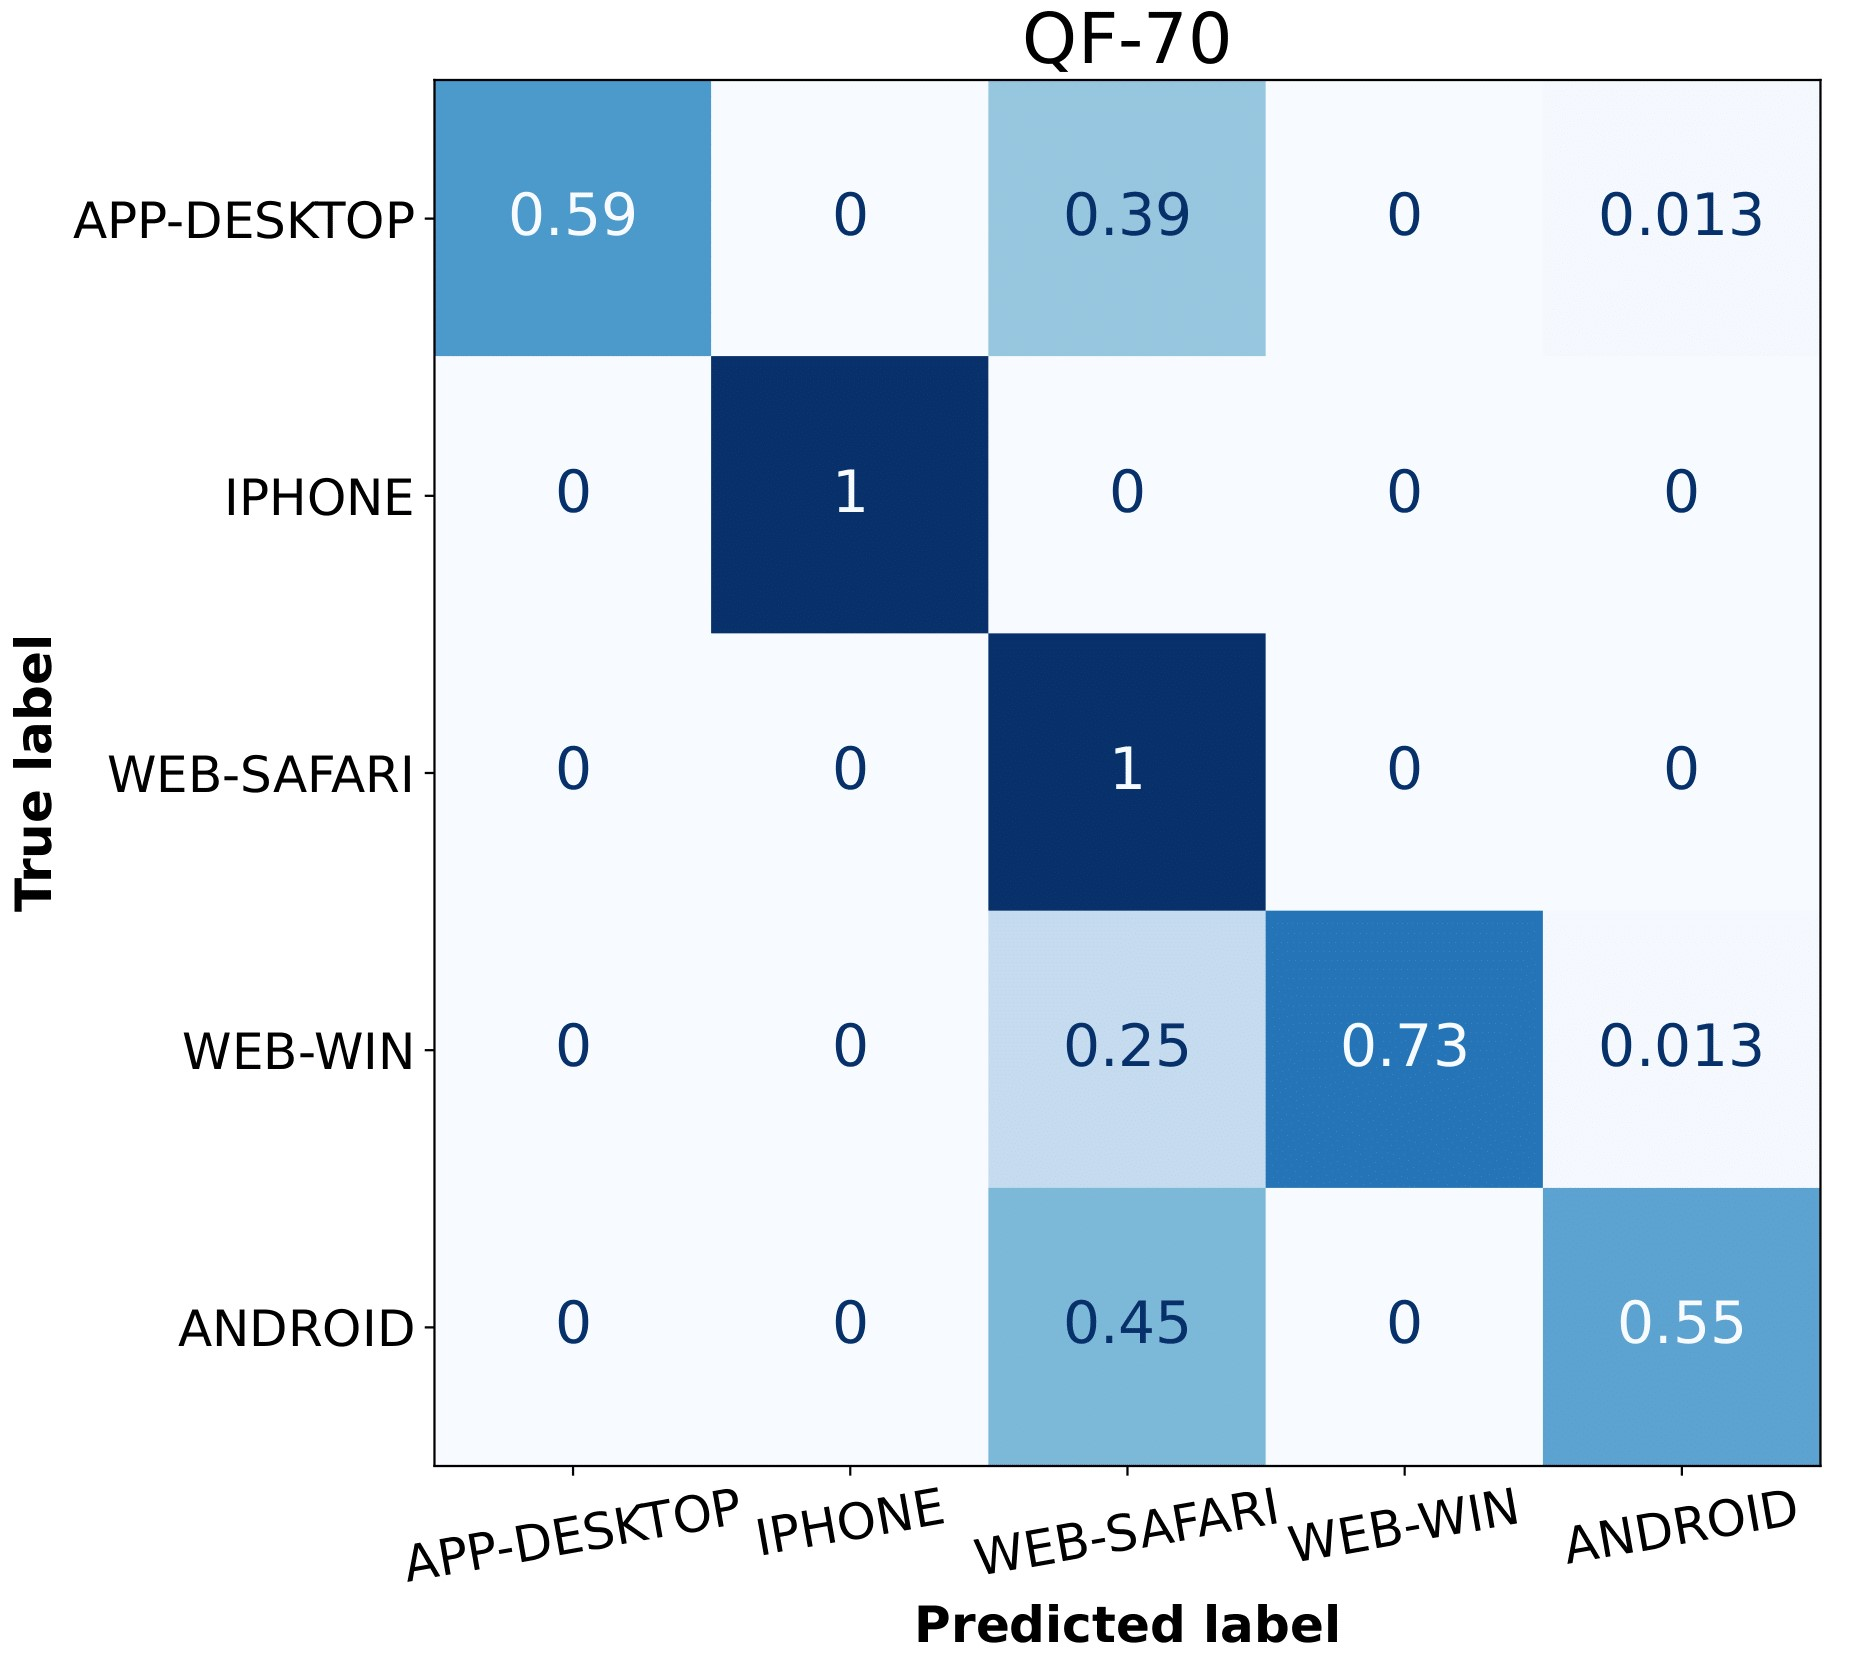 QF-70
True label
APP-DESKTOP 0.59 0 0.39 0 0.013
IPHONE 0 1 0 0 0
WEB-SAFARI 0 0 1 0 0
WEB-WIN 0 0 0.25 0.73 0.013
ANDROID 0 0 0.45 0 0.55
APP-DESKTOP IPHONE WEB-SAFARI WEB-WIN ANDROID
Predicted label